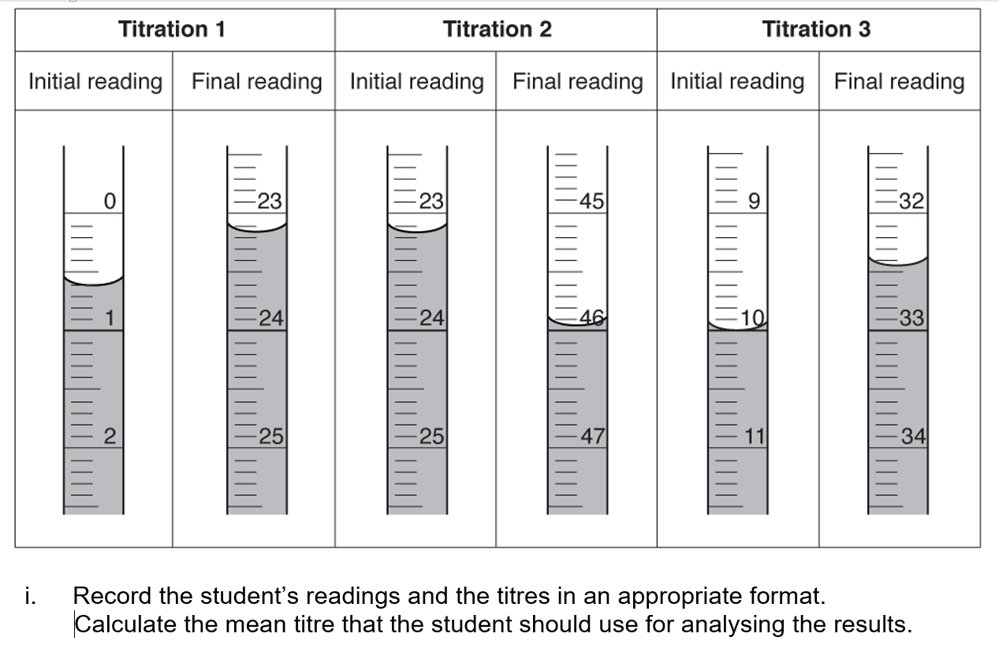 Titration 1 Titration 2 Titration 3
Initial reading Final reading Initial reading Final reading Initial reading Final reading
0 23 23 45 9 32
1 24 24 46 10 33
2 25 25 47 11 34
i. Record the student’s readings and the titres in an appropriate format.
Calculate the mean titre that the student should use for analysing the results.